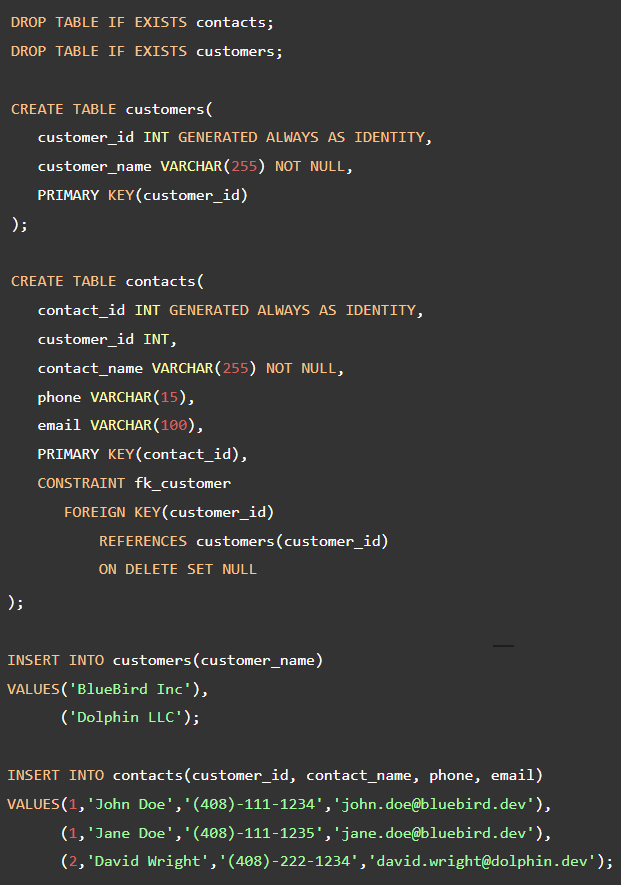 DROP TABLE IF EXISTS contacts;
DROP TABLE IF EXISTS customers;
CREATE TABLE customers(
customer_id INT GENERATED ALWAYS AS IDENTITY,
customer_name VARCHAR(255) NOT NULL,
PRIMARY KEY(customer_id)
);
CREATE TABLE contacts(
contact_id INT GENERATED ALWAYS AS IDENTITY,
customer_id INT,
contact_name VARCHAR(255) NOT NULL,
phone VARCHAR(15),
email VARCHAR(100),
PRIMARY KEY(contact_id),
CONSTRAINT fk_customer
FOREIGN KEY(customer_id)
REFERENCES customers(customer_id)
ON DELETE SET NULL
);
INSERT INTO customers(customer_name)
VALUES('BlueBird Inc'),
('Dolphin LLC');
INSERT INTO contacts(customer_id, contact_name, phone, email)
VALUES(1,'John Doe','(408)-111-1234','john.doe@bluebird.dev'),
(1,'Jane Doe','(408)-111-1235','jane.doe@bluebird.dev'),
(2,'David Wright','(408)-222-1234','david.wright@dolphin.dev');